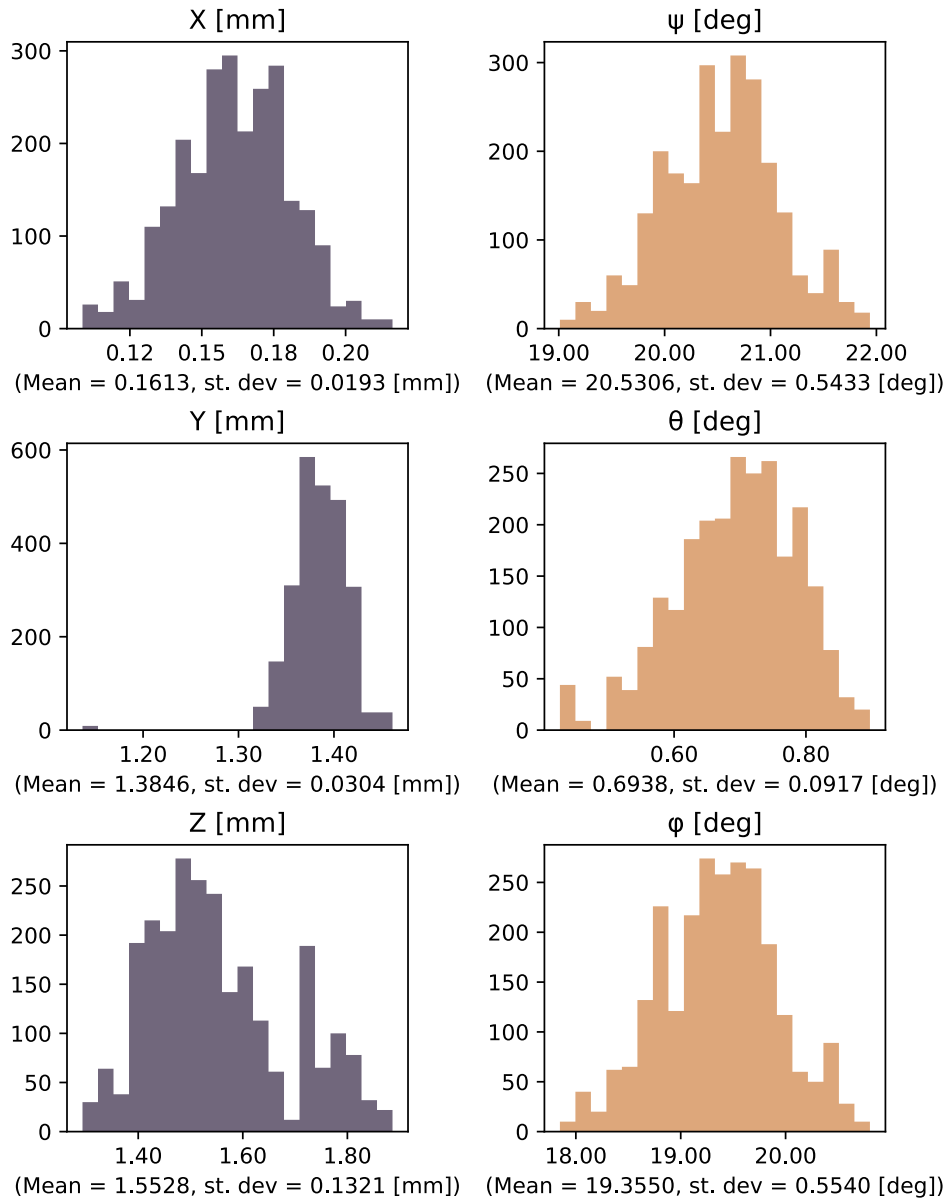 X [mm]
ψ [deg]
300
200
100
0
0.12 0.15 0.18 0.20
300
200
100
0
19.00 20.00 21.00 22.00
(Mean = 0.1613, st. dev = 0.0193 [mm])
(Mean = 20.5306, st. dev = 0.5433 [deg])
Y [mm]
θ [deg]
600
400
200
0
1.20 1.30 1.40
250
200
150
100
50
0
0.60 0.80
(Mean = 1.3846, st. dev = 0.0304 [mm])
(Mean = 0.6938, st. dev = 0.0917 [deg])
Z [mm]
φ [deg]
250
200
150
100
50
0
1.40 1.60 1.80
250
200
150
100
50
0
18.00 19.00 20.00
(Mean = 1.5528, st. dev = 0.1321 [mm])
(Mean = 19.3550, st. dev = 0.5540 [deg])